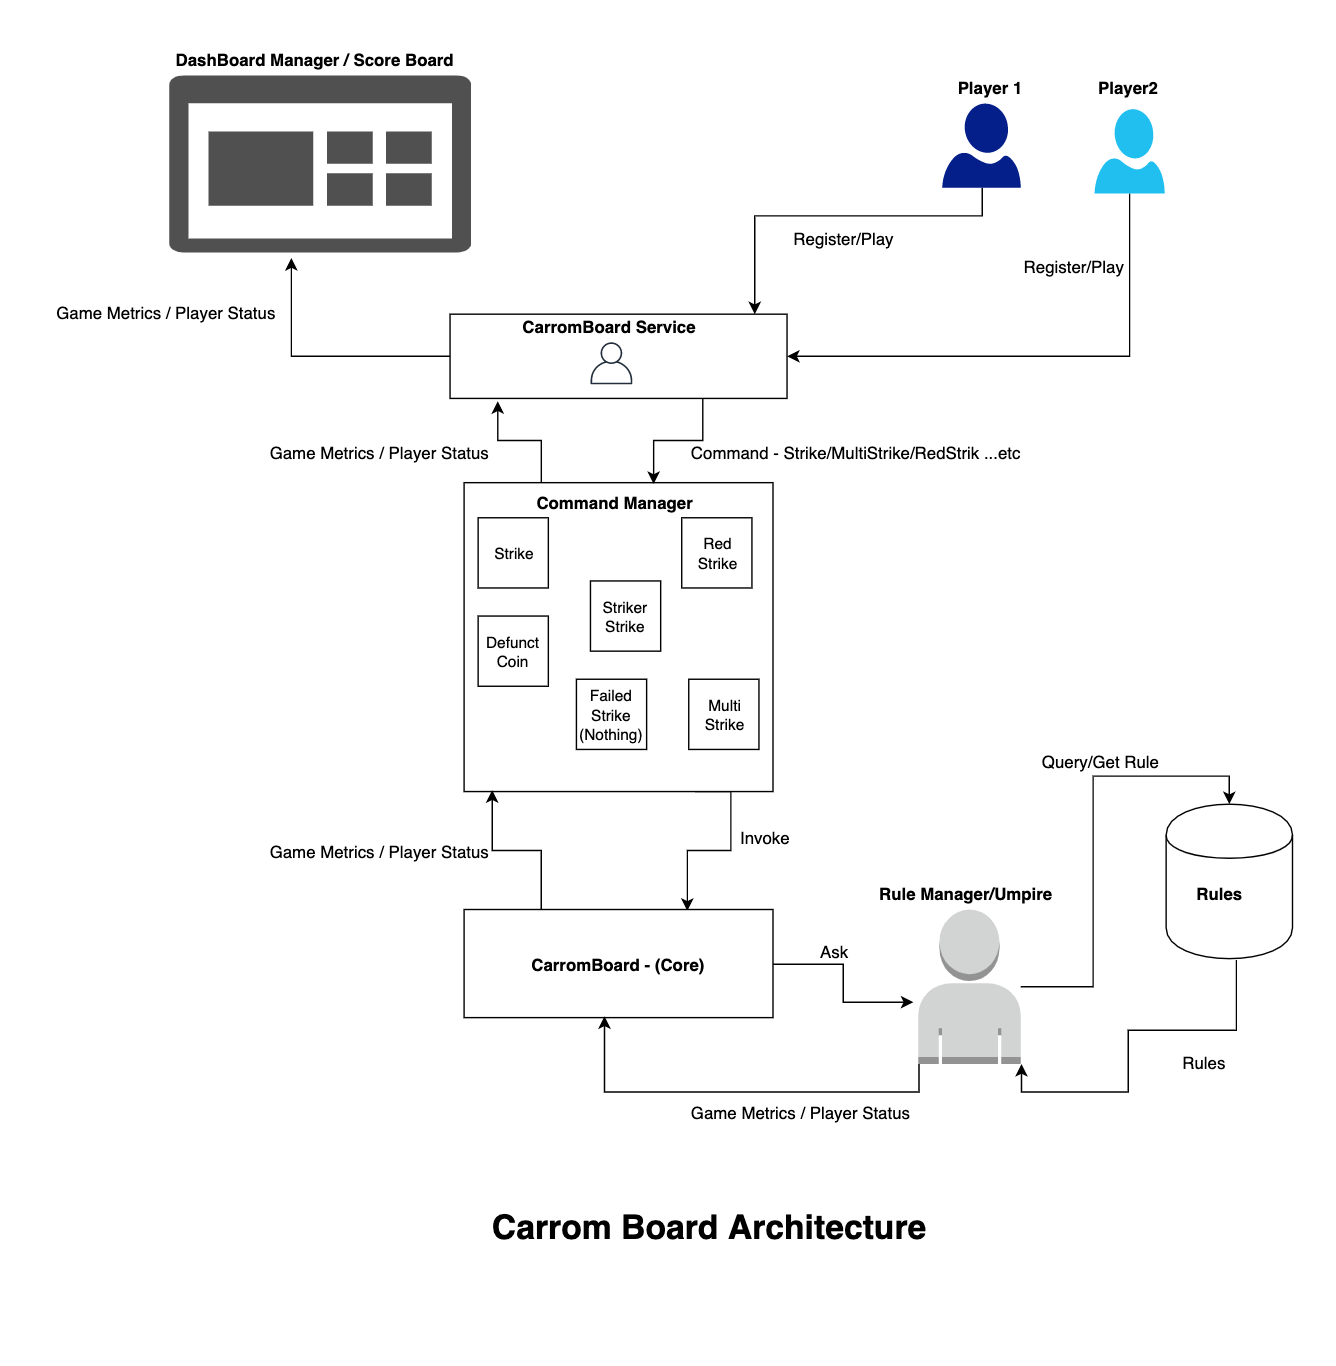 DashBoard Manager / Score Board
Player 1
Player2
Register/Play
Register/Play
Game Metrics / Player Status
CarromBoard Service
Game Metrics / Player Status
Command - Strike/MultiStrike/RedStrik ...etc
Command Manager
Strike
Red
Strike
Striker
Strike
Defunct
Coin
Failed
Strike
(Nothing)
Multi
Strike
Query/Get Rule
Game Metrics / Player Status
Invoke
Rule Manager/Umpire
Rules
CarromBoard - (Core)
Ask
Rules
Game Metrics / Player Status
Carrom Board Architecture